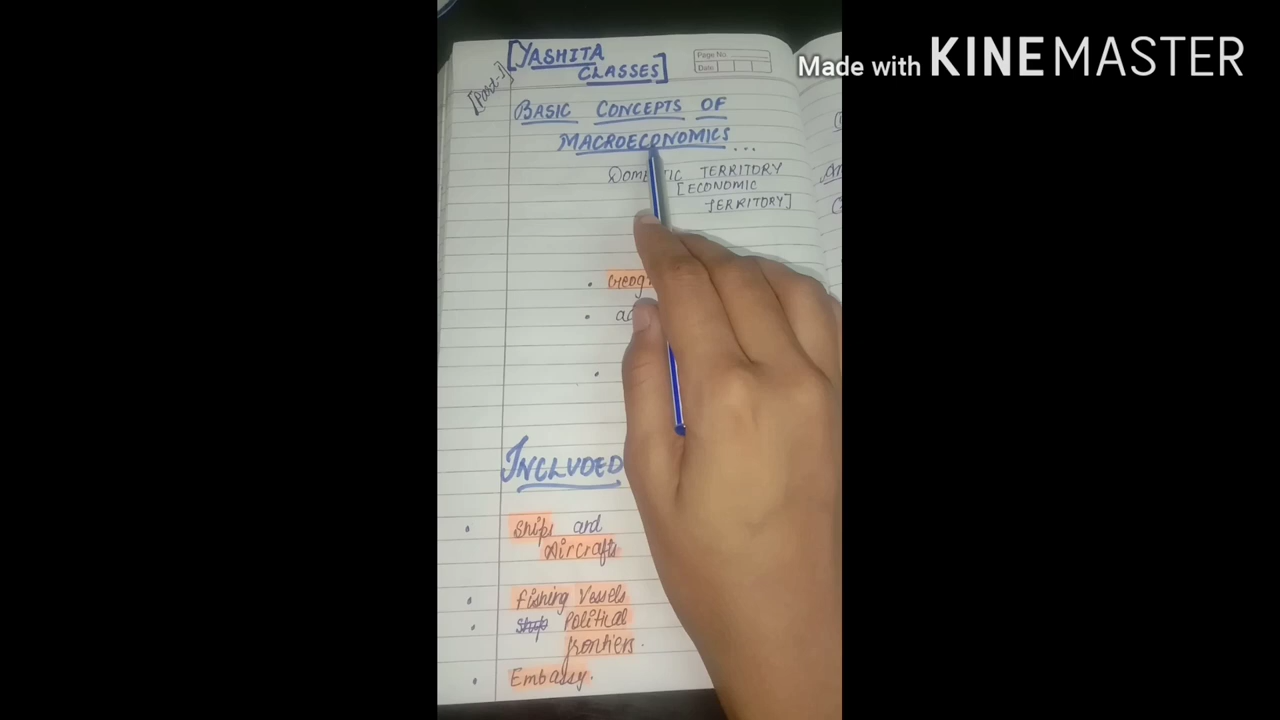 Made with KINEMASTER
[YASHITA
CLASSES]
Page No.
Date
[Part-1]
BASIC CONCEPTS OF
MACROECONOMICS ...
TERRITORY
[ECONOMIC
TERRITORY]
INCLUDED
Ships and
Aircrafts
Fishing Vessels
Political
frontiers.
Embassy.